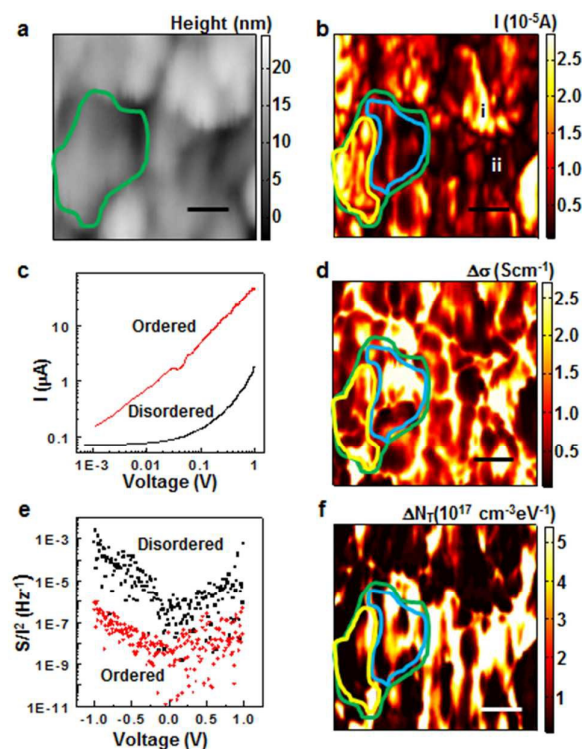 a
Height (nm)
20
15
10
5
0
b
I (10⁻⁵A)
i
ii
2.5
2.0
1.5
1.0
0.5
c
I (µA)
10
1
0.1
Ordered
Disordered
1E-3 0.01 0.1 1
Voltage (V)
d
Δσ (Scm⁻¹)
2.5
2.0
1.5
1.0
0.5
e
S/I² (Hz⁻¹)
1E-3
1E-5
1E-7
1E-9
1E-11
Disordered
Ordered
-1.0 -0.5 0.0 0.5 1.0
Voltage (V)
f
ΔN_T(10¹⁷ cm⁻³eV⁻¹)
5
4
3
2
1